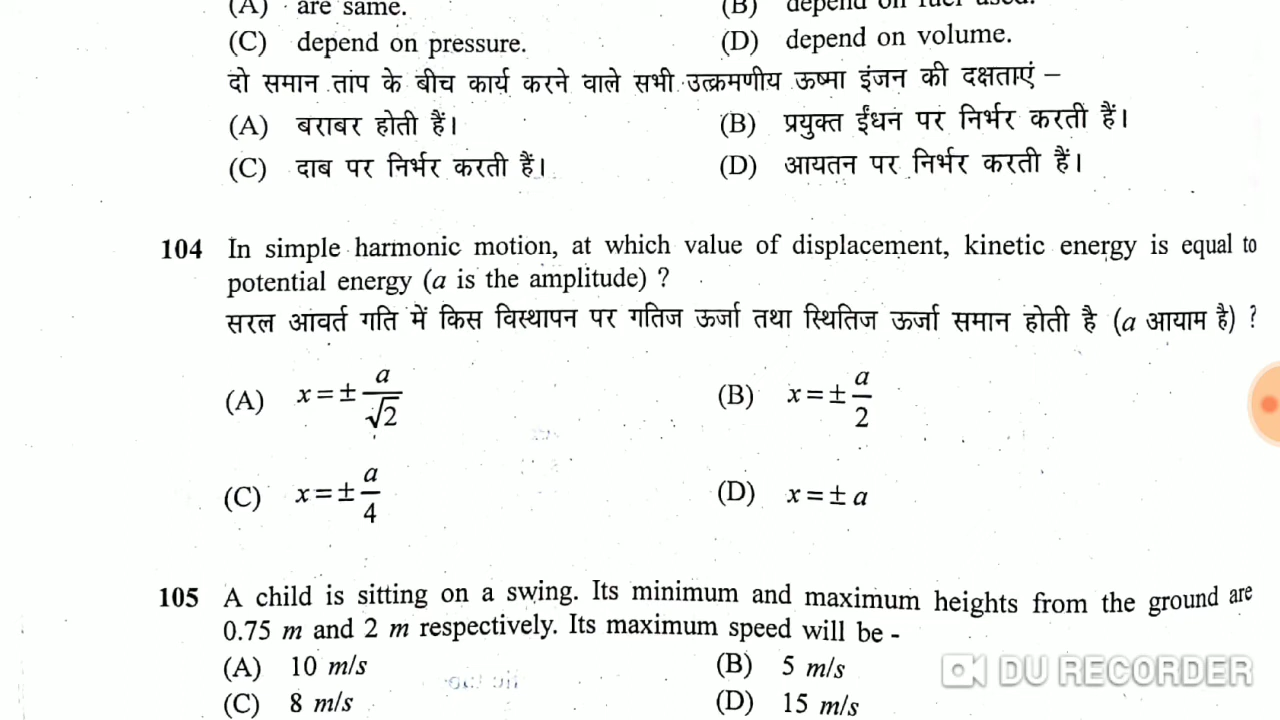 (A) are same. (B) depend on fuel used.
(C) depend on pressure. (D) depend on volume.
दो समान ताप के बीच कार्य करने वाले सभी उत्क्रमणीय ऊष्मा इंजन की दक्षताएं –
(A) बराबर होती हैं। (B) प्रयुक्त ईंधन पर निर्भर करती हैं।
(C) दाब पर निर्भर करती हैं। (D) आयतन पर निर्भर करती हैं।
104 In simple harmonic motion, at which value of displacement, kinetic energy is equal to
potential energy (a is the amplitude) ?
सरल आवर्त गति में किस विस्थापन पर गतिज ऊर्जा तथा स्थितिज ऊर्जा समान होती है (a आयाम है) ?
(A) x = ± a/√2 (B) x = ± a/2
(C) x = ± a/4 (D) x = ± a
105 A child is sitting on a swing. Its minimum and maximum heights from the ground are
0.75 m and 2 m respectively. Its maximum speed will be -
(A) 10 m/s (B) 5 m/s
(C) 8 m/s (D) 15 m/s
DU RECORDER